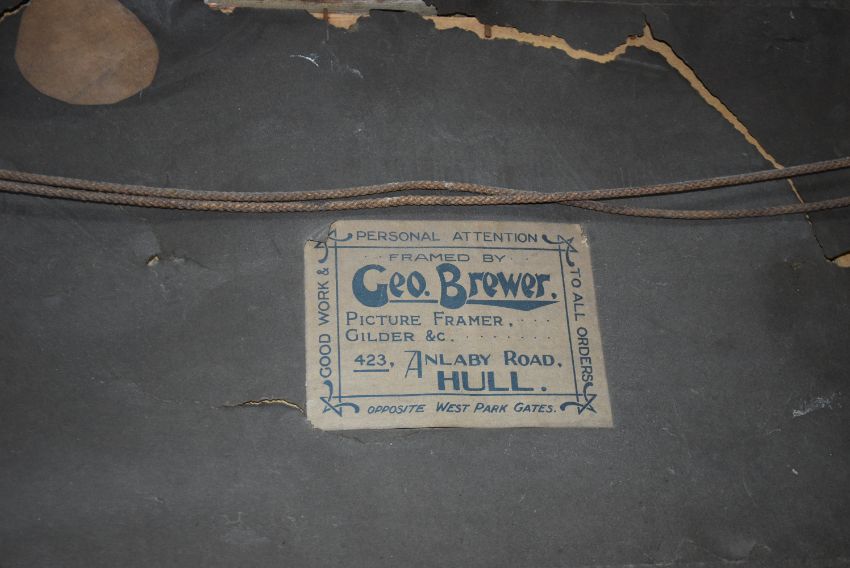 PERSONAL ATTENTION
TO ALL ORDERS
GOOD WORK &
FRAMED BY
Geo. Brewer.
PICTURE FRAMER,
GILDER &C.
423, ANLABY ROAD,
HULL.
OPPOSITE WEST PARK GATES.